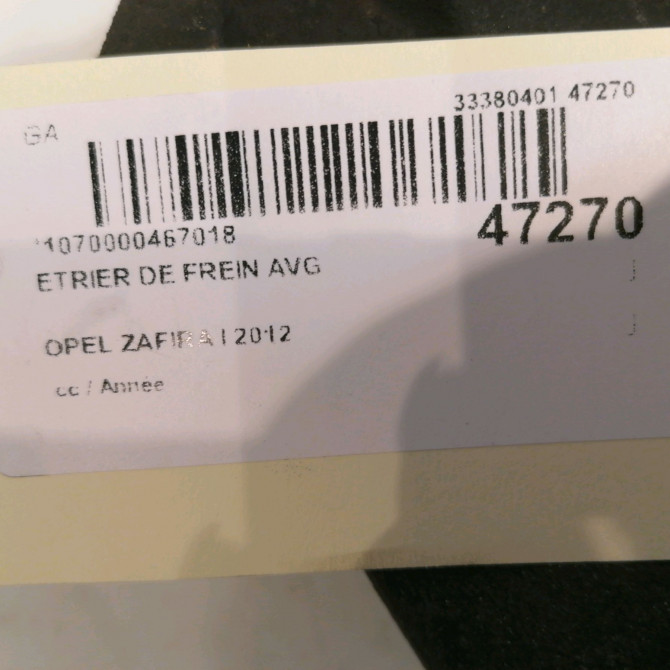 GA
33380401 47270
*1070000467018
47270
ETRIER DE FREIN AVG
OPEL ZAFIRA I 2012
cc / Année